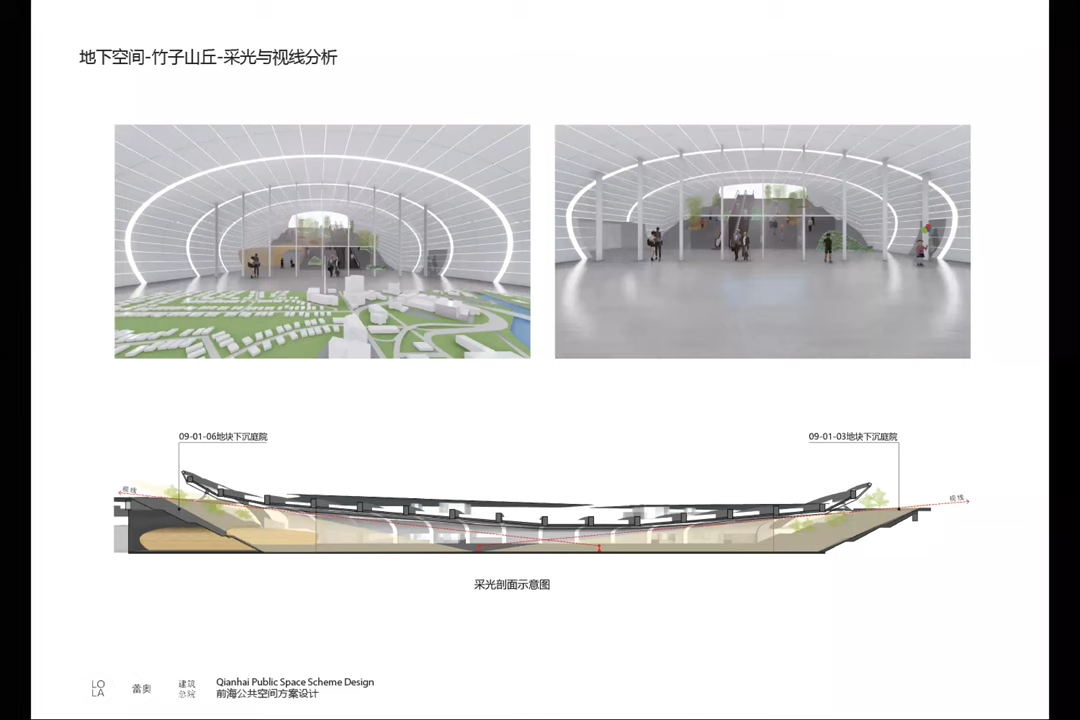 地下空间-竹子山丘-采光与视线分析
09-01-06地块下沉庭院
09-01-03地块下沉庭院
视线
视线
采光剖面示意图
LO
LA
蕾奥
建筑
总院
Qianhai Public Space Scheme Design
前海公共空间方案设计